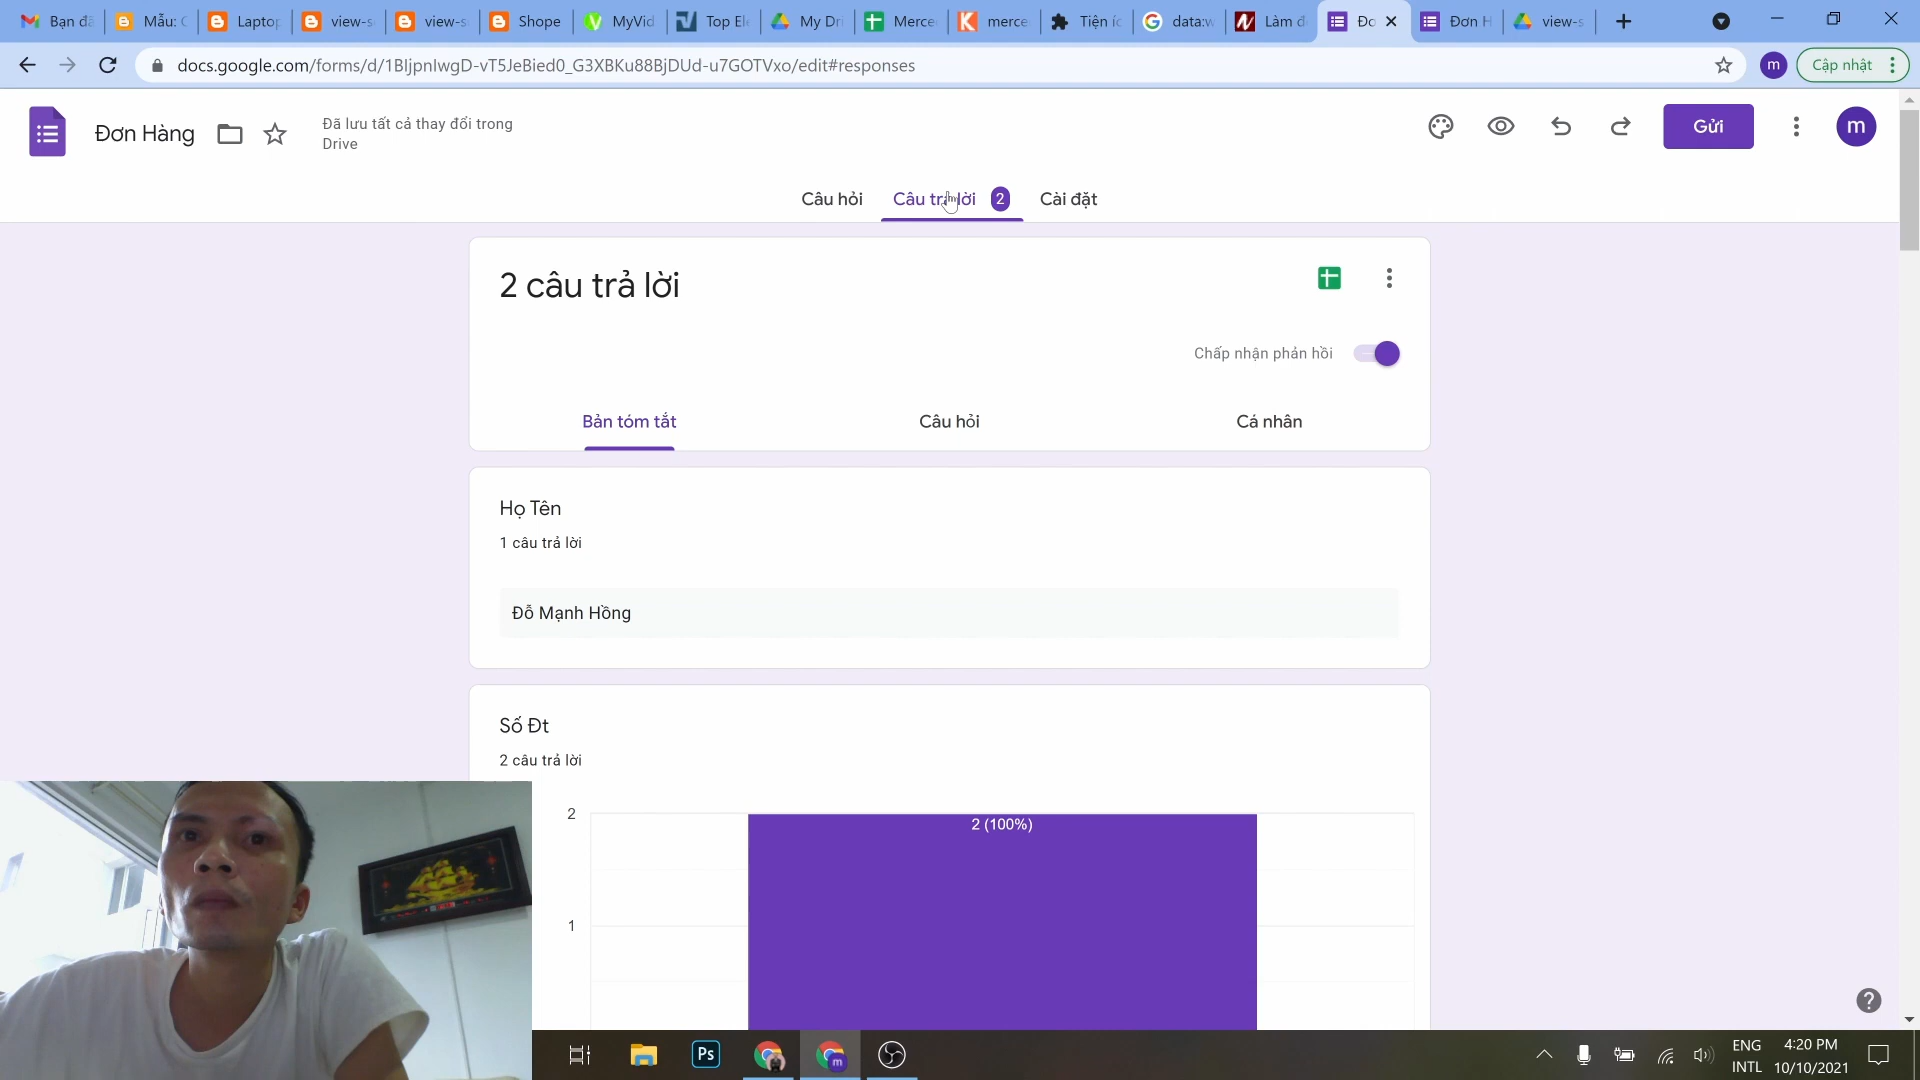 Bạn đã
Mẫu: C
Laptop
view-s
view-s
Shope
MyVid
Top Ele
My Dri
Merce
merce
Tiện íc
data:w
Làm đ
Đơ
Đơn H
view-s
docs.google.com/forms/d/1BljpnlwgD-vT5JeBied0_G3XBKu88BjDUd-u7GOTVxo/edit#responses
m
Cập nhật
Đơn Hàng
Đã lưu tất cả thay đổi trong
Drive
Gửi
m
Câu hỏi
Câu trả lời
2
Cài đặt
2 câu trả lời
Chấp nhận phản hồi
Bản tóm tắt
Câu hỏi
Cá nhân
Họ Tên
1 câu trả lời
Đỗ Mạnh Hồng
Số Đt
2 câu trả lời
2
2 (100%)
1
Ps
m
ENG
INTL
4:20 PM
10/10/2021